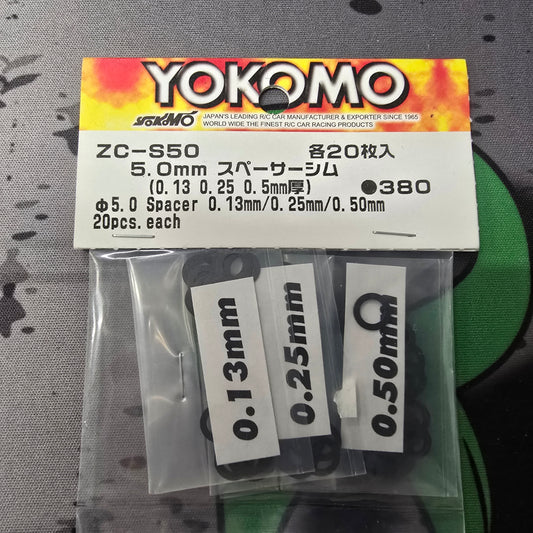 YOKOMO
YOKOMO JAPAN'S LEADING R/C CAR MANUFACTURER & EXPORTER SINCE 1965
WORLD WIDE THE FINEST R/C CAR RACING PRODUCTS
ZC-S50 各20枚入
5.0mm スペーサーシム
(0.13 0.25 0.5mm厚) ●380
Φ5.0 Spacer 0.13mm/0.25mm/0.50mm
20pcs. each
0.13mm
0.25mm
0.50mm